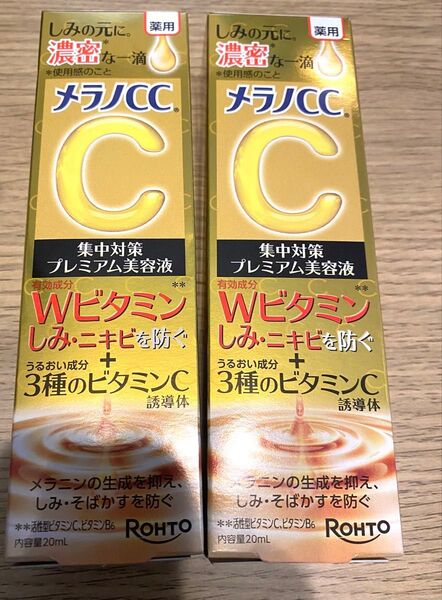 しみの元に。
薬用
濃密な一滴
*使用感のこと
メラノCC®
C
集中対策
プレミアム美容液
有効成分
Wビタミン**
しみ・ニキビを防ぐ
+
うるおい成分
3種のビタミンC
誘導体
メラニンの生成を抑え、
しみ・そばかすを防ぐ
**活性型ビタミンC、ビタミンB6
内容量20mL
ROHTO
しみの元に。
薬用
濃密な一滴
*使用感のこと
メラノCC®
C
集中対策
プレミアム美容液
有効成分
Wビタミン**
しみ・ニキビを防ぐ
+
うるおい成分
3種のビタミンC
誘導体
メラニンの生成を抑え、
しみ・そばかすを防ぐ
**活性型ビタミンC、ビタミンB6
内容量20mL
ROHTO